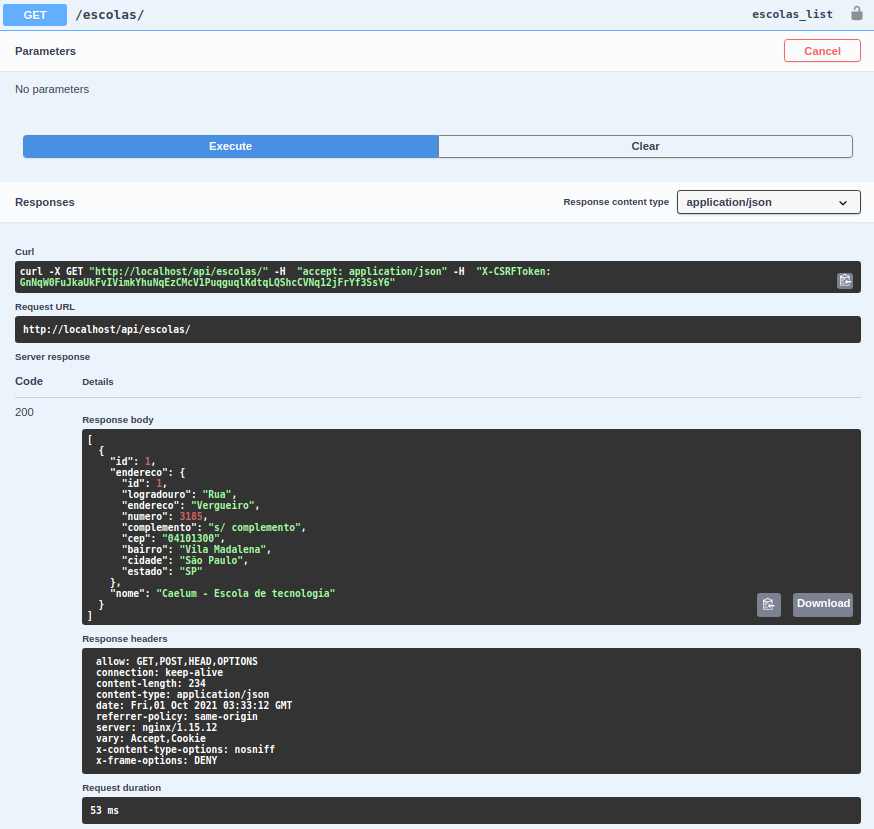 GET /escolas/ escolas_list
Parameters Cancel
No parameters
Execute Clear
Responses Response content type application/json
Curl
curl -X GET "http://localhost/api/escolas/" -H  "accept: application/json" -H  "X-CSRFToken:
GnNqW0FuJkaUkFvIVimkYhuNqEzCMcV1PuqguqlKdtqLQShcCVNq12jFrYf3SsY6"
Request URL
http://localhost/api/escolas/
Server response
Code Details
200
Response body
[
  {
    "id": 1,
    "endereco": {
      "id": 1,
      "logradouro": "Rua",
      "endereco": "Vergueiro",
      "numero": 3185,
      "complemento": "s/ complemento",
      "cep": "04101300",
      "bairro": "Vila Madalena",
      "cidade": "São Paulo",
      "estado": "SP"
    },
    "nome": "Caelum - Escola de tecnologia"
  }
]
Download
Response headers
allow: GET,POST,HEAD,OPTIONS
connection: keep-alive
content-length: 234
content-type: application/json
date: Fri,01 Oct 2021 03:33:12 GMT
referrer-policy: same-origin
server: nginx/1.15.12
vary: Accept,Cookie
x-content-type-options: nosniff
x-frame-options: DENY
Request duration
53 ms